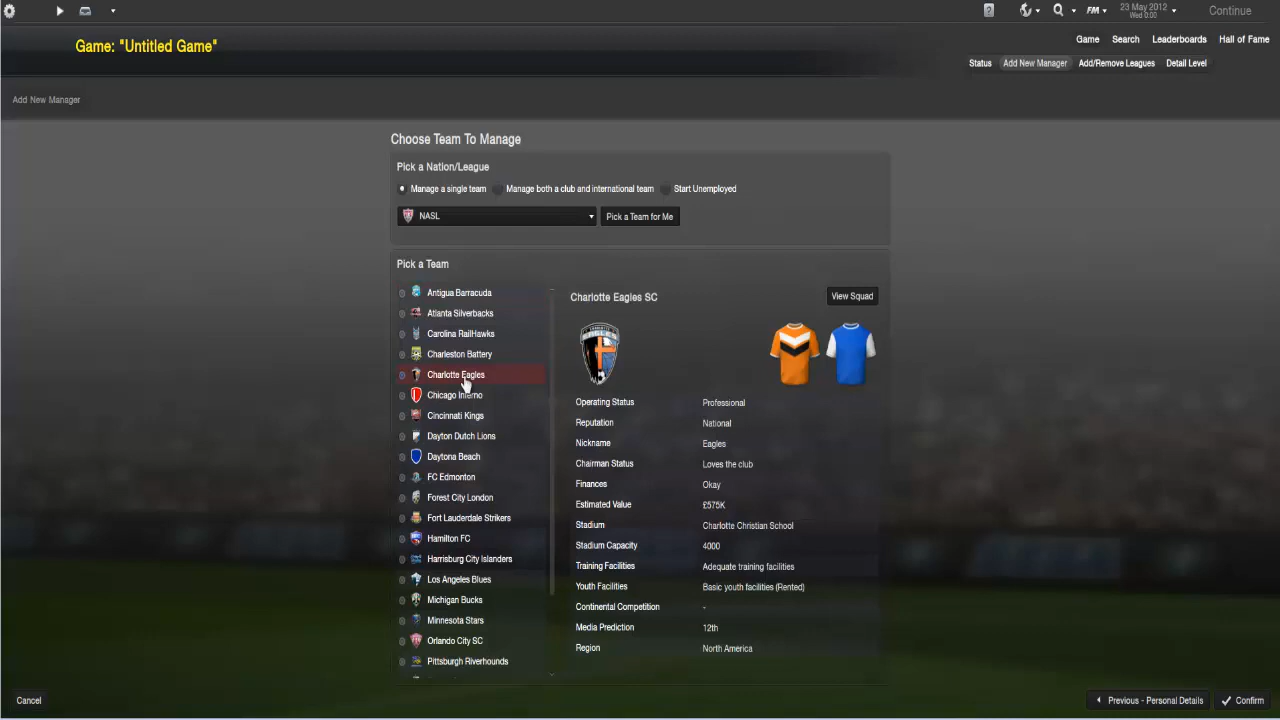 ? FM 23 May 2012 Continue
Wed 0:00
Game: "Untitled Game"
Game Search Leaderboards Hall of Fame
Status Add New Manager Add/Remove Leagues Detail Level
Add New Manager
Choose Team To Manage
Pick a Nation/League
Manage a single team Manage both a club and international team Start Unemployed
NASL Pick a Team for Me
Pick a Team
Antigua Barracuda
Atlanta Silverbacks
Carolina RailHawks
Charleston Battery
Charlotte Eagles
Chicago Inferno
Cincinnati Kings
Dayton Dutch Lions
Daytona Beach
FC Edmonton
Forest City London
Fort Lauderdale Strikers
Hamilton FC
Harrisburg City Islanders
Los Angeles Blues
Michigan Bucks
Minnesota Stars
Orlando City SC
Pittsburgh Riverhounds
Charlotte Eagles SC View Squad
Operating Status Professional
Reputation National
Nickname Eagles
Chairman Status Loves the club
Finances Okay
Estimated Value £575K
Stadium Charlotte Christian School
Stadium Capacity 4000
Training Facilities Adequate training facilities
Youth Facilities Basic youth facilities (Rented)
Continental Competition -
Media Prediction 12th
Region North America
Cancel Previous - Personal Details Confirm